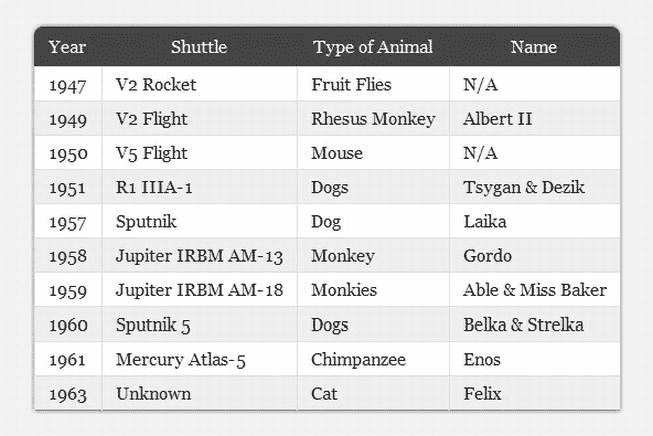 Year Shuttle Type of Animal Name
1947 V2 Rocket Fruit Flies N/A
1949 V2 Flight Rhesus Monkey Albert II
1950 V5 Flight Mouse N/A
1951 R1 IIIA-1 Dogs Tsygan & Dezik
1957 Sputnik Dog Laika
1958 Jupiter IRBM AM-13 Monkey Gordo
1959 Jupiter IRBM AM-18 Monkies Able & Miss Baker
1960 Sputnik 5 Dogs Belka & Strelka
1961 Mercury Atlas-5 Chimpanzee Enos
1963 Unknown Cat Felix